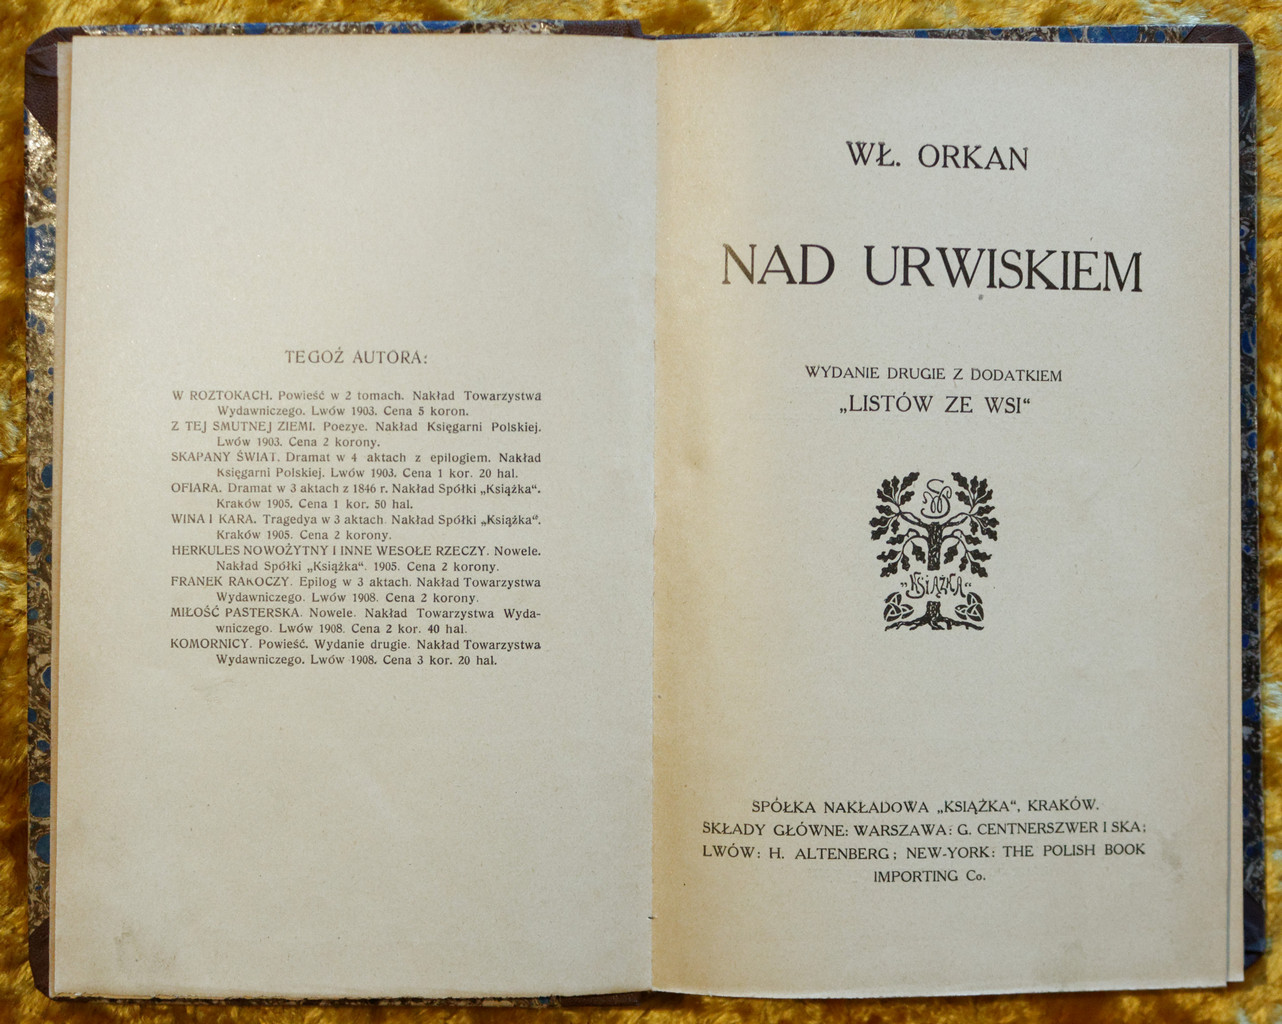 TEGOŻ AUTORA:
W ROZTOKACH. Powieść w 2 tomach. Nakład Towarzystwa
Wydawniczego. Lwów 1903. Cena 5 koron.
Z TEJ SMUTNEJ ZIEMI. Poezye. Nakład Księgarni Polskiej.
Lwów 1903. Cena 2 korony.
SKAPANY ŚWIAT. Dramat w 4 aktach z epilogiem. Nakład
Księgarni Polskiej. Lwów 1903. Cena 1 kor. 20 hal.
OFIARA. Dramat w 3 aktach z 1846 r. Nakład Spółki „Książka“.
Kraków 1905. Cena 1 kor. 50 hal.
WINA I KARA. Tragedya w 3 aktach. Nakład Spółki „Książka“.
Kraków 1905. Cena 2 korony.
HERKULES NOWOŻYTNY I INNE WESOŁE RZECZY. Nowele.
Nakład Spółki „Książka“. 1905. Cena 2 korony.
FRANEK RAKOCZY. Epilog w 3 aktach. Nakład Towarzystwa
Wydawniczego. Lwów 1908. Cena 2 korony.
MIŁOŚĆ PASTERSKA. Nowele. Nakład Towarzystwa Wyda-
wniczego. Lwów 1908. Cena 2 kor. 40 hal.
KOMORNICY. Powieść. Wydanie drugie. Nakład Towarzystwa
Wydawniczego. Lwów 1908. Cena 3 kor. 20 hal.
WŁ. ORKAN
NAD URWISKIEM
WYDANIE DRUGIE Z DODATKIEM
„LISTÓW ZE WSI“
„KSIĄŻKA“
SPÓŁKA NAKŁADOWA „KSIĄŻKA“, KRAKÓW.
SKŁADY GŁÓWNE: WARSZAWA: G. CENTNERSZWER I SKA;
LWÓW: H. ALTENBERG; NEW-YORK: THE POLISH BOOK
IMPORTING Co.